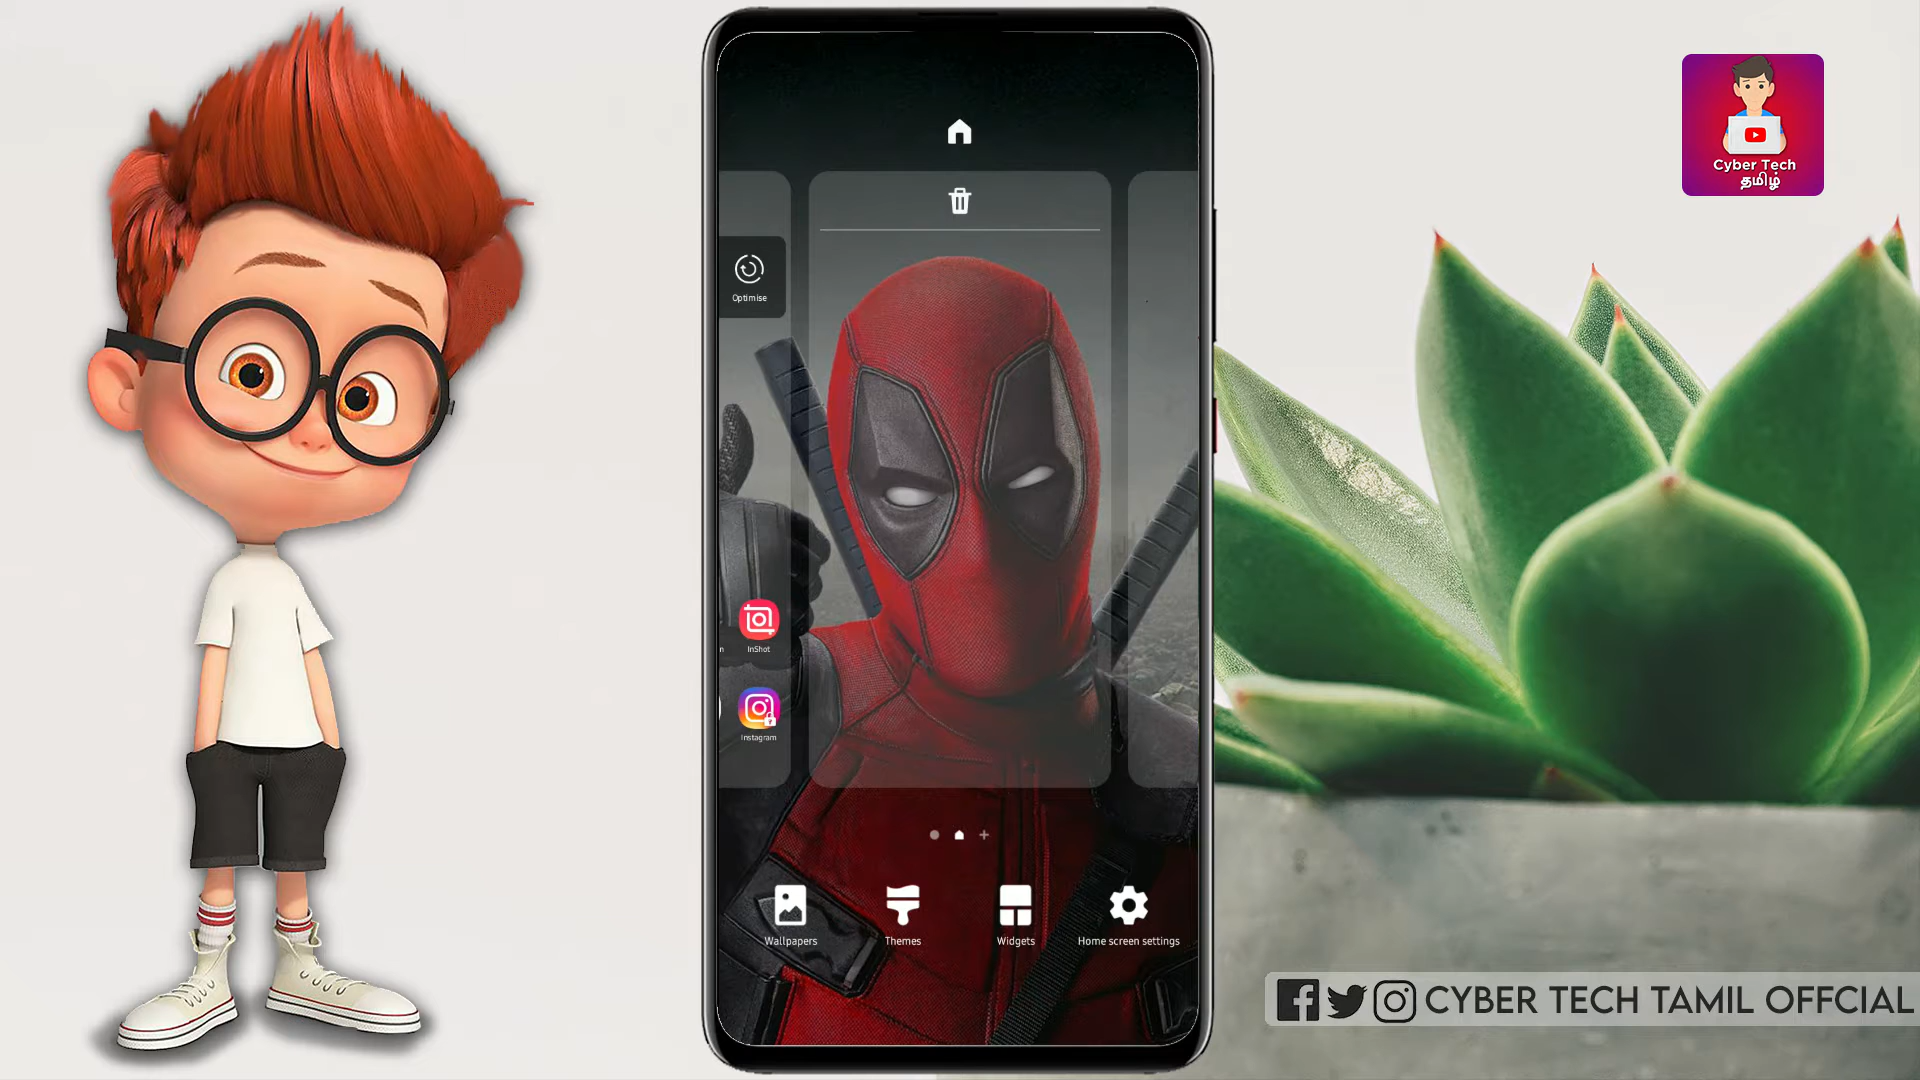 Cyber Tech
தமிழ்
Optimise
n
InShot
Instagram
Wallpapers
Themes
Widgets
Home screen settings
CYBER TECH TAMIL OFFCIAL